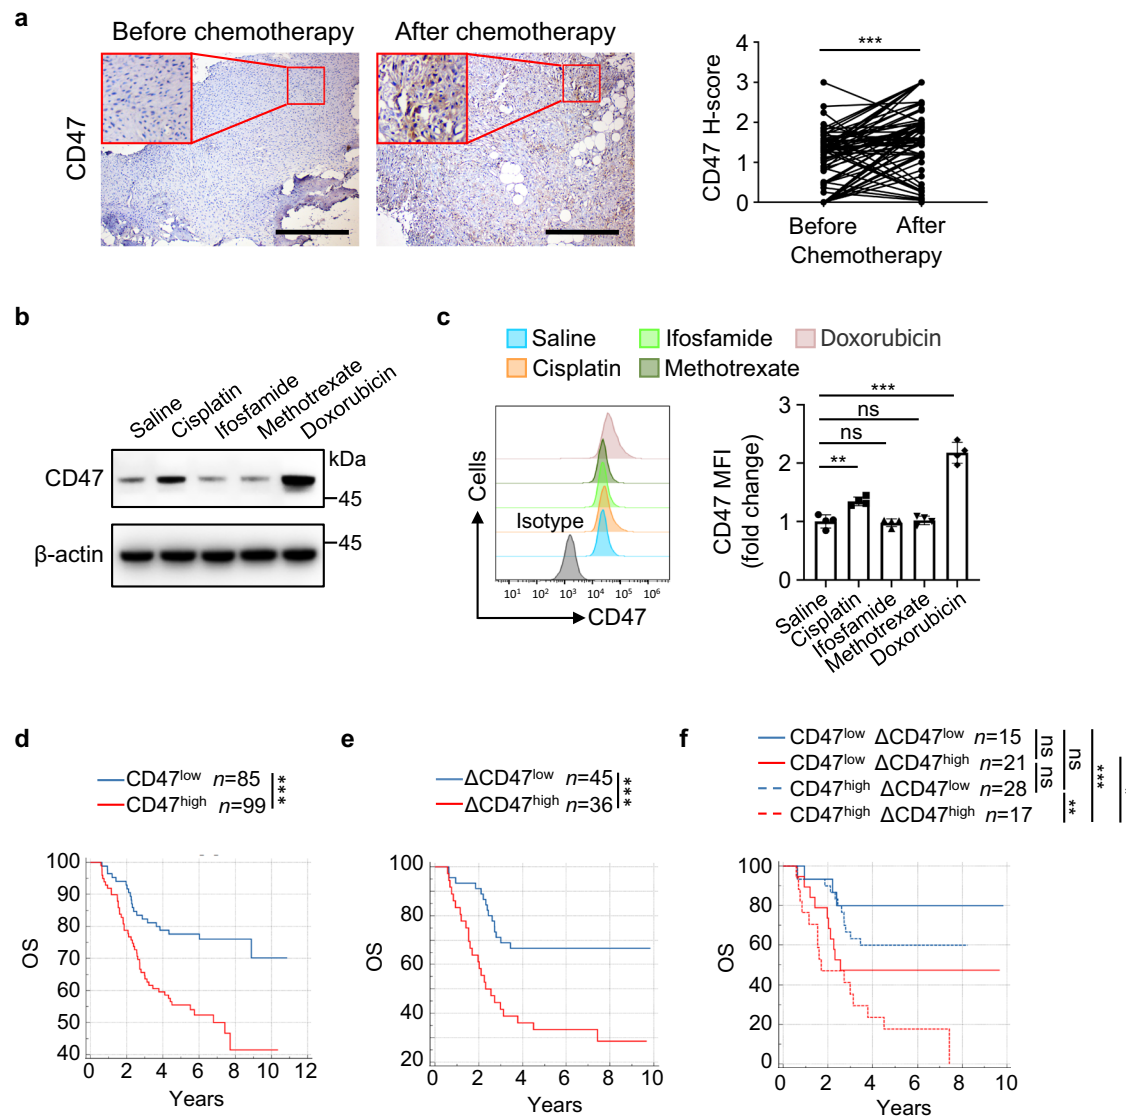 a
Before chemotherapy
After chemotherapy
CD47
CD47 H-score
4
3
2
1
0
***
Before
After
Chemotherapy
b
Saline
Cisplatin
Ifosfamide
Methotrexate
Doxorubicin
kDa
CD47
45
β-actin
45
c
Saline
Ifosfamide
Doxorubicin
Cisplatin
Methotrexate
Cells
Isotype
10¹ 10² 10³ 10⁴ 10⁵ 10⁶
CD47
CD47 MFI
(fold change)
3
2
1
0
***
ns
ns
**
Saline
Cisplatin
Ifosfamide
Methotrexate
Doxorubicin
d
CD47ˡᵒʷ n=85
CD47ʰⁱᵍʰ n=99
***
OS
100
90
80
70
60
50
40
0 2 4 6 8 10 12
Years
e
ΔCD47ˡᵒʷ n=45
ΔCD47ʰⁱᵍʰ n=36
***
OS
100
80
60
40
20
0 2 4 6 8 10
Years
f
CD47ˡᵒʷ ΔCD47ˡᵒʷ n=15
CD47ˡᵒʷ ΔCD47ʰⁱᵍʰ n=21
CD47ʰⁱᵍʰ ΔCD47ˡᵒʷ n=28
CD47ʰⁱᵍʰ ΔCD47ʰⁱᵍʰ n=17
ns
ns
ns
**
***
OS
100
80
60
40
20
0
0 2 4 6 8 10
Years